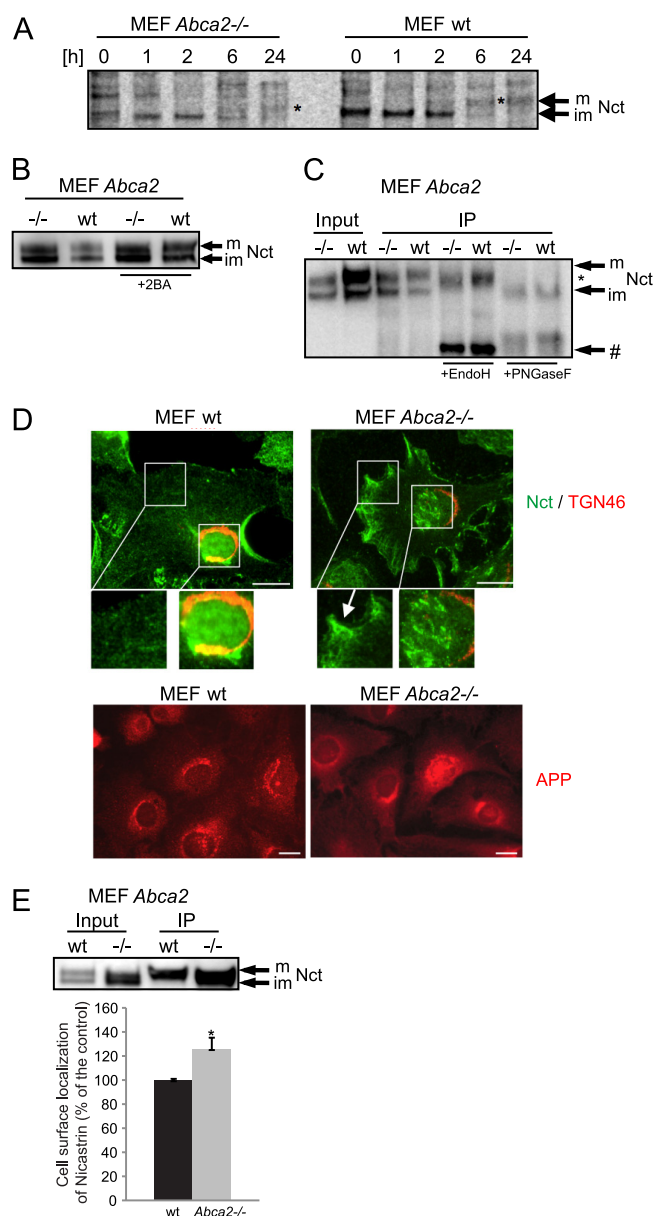 A
MEF Abca2-/- MEF wt
[h] 0 1 2 6 24 0 1 2 6 24
* * m
im Nct
B
MEF Abca2
-/- wt -/- wt
m
im Nct
+2BA
C
MEF Abca2
Input IP
-/- wt -/- wt -/- wt -/- wt
m
* Nct
im
#
+EndoH +PNGaseF
D
MEF wt MEF Abca2-/-
Nct / TGN46
MEF wt MEF Abca2-/-
APP
E
MEF Abca2
Input IP
wt -/- wt -/-
m
im Nct
Cell surface localization
of Nicastrin (% of the control)
160
140
120
100
80
60
40
20
0
*
wt Abca2-/-